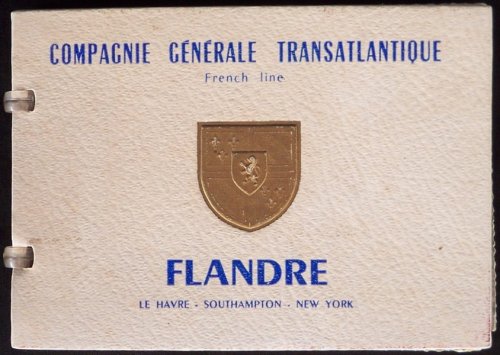 COMPAGNIE GÉNÉRALE TRANSATLANTIQUE
French line
FLANDRE
LE HAVRE - SOUTHAMPTON - NEW YORK